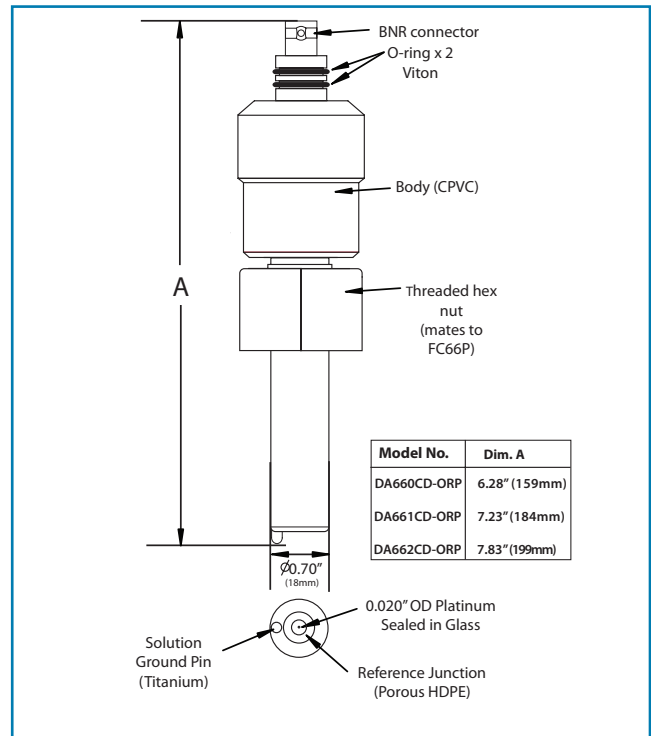 BNR connector
O-ring x 2
Viton
Body (CPVC)
A
Threaded hex
nut
(mates to
FC66P)
Model No. Dim. A
DA660CD-ORP 6.28" (159mm)
DA661CD-ORP 7.23" (184mm)
DA662CD-ORP 7.83" (199mm)
Ø0.70"
(18mm)
0.020" OD Platinum
Sealed in Glass
Solution
Ground Pin
(Titanium)
Reference Junction
(Porous HDPE)